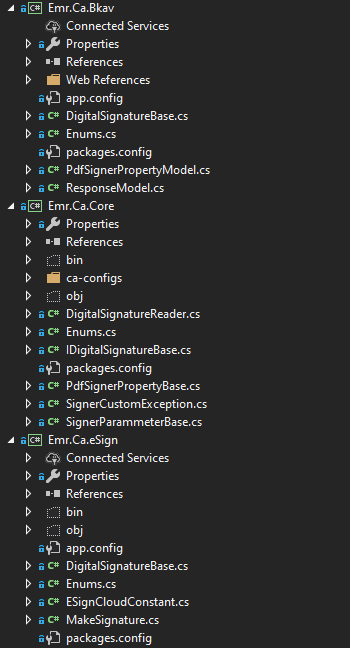 C# Emr.Ca.Bkav
Connected Services
Properties
References
Web References
app.config
C# DigitalSignatureBase.cs
C# Enums.cs
packages.config
C# PdfSignerPropertyModel.cs
C# ResponseModel.cs
C# Emr.Ca.Core
Properties
References
bin
ca-configs
obj
C# DigitalSignatureReader.cs
C# Enums.cs
C# IDigitalSignatureBase.cs
packages.config
C# PdfSignerPropertyBase.cs
C# SignerCustomException.cs
C# SignerParammeterBase.cs
C# Emr.Ca.eSign
Connected Services
Properties
References
bin
obj
app.config
C# DigitalSignatureBase.cs
C# Enums.cs
C# ESignCloudConstant.cs
C# MakeSignature.cs
packages.config